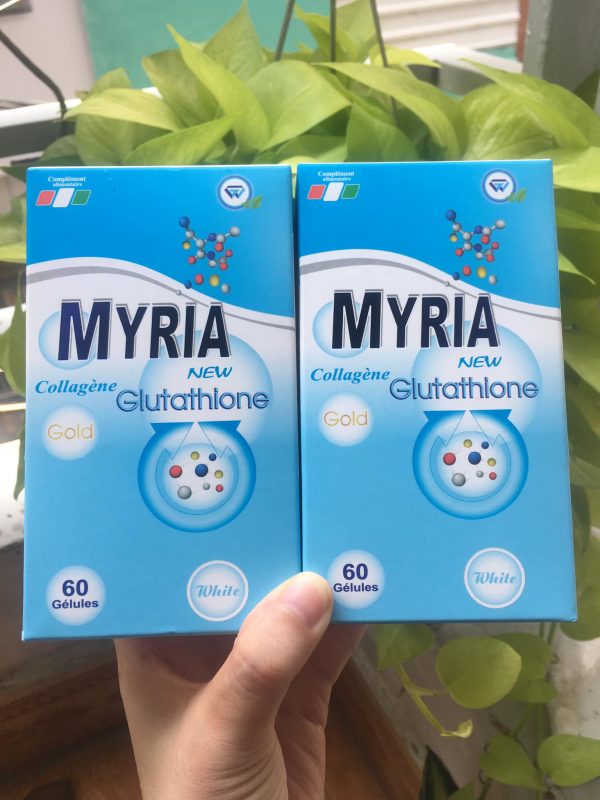 Complément
alimentaire
MYRIA
NEW
Collagène
Glutathione
Gold
60
Gélules
White
Complément
alimentaire
MYRIA
NEW
Collagène
Glutathione
Gold
60
Gélules
White